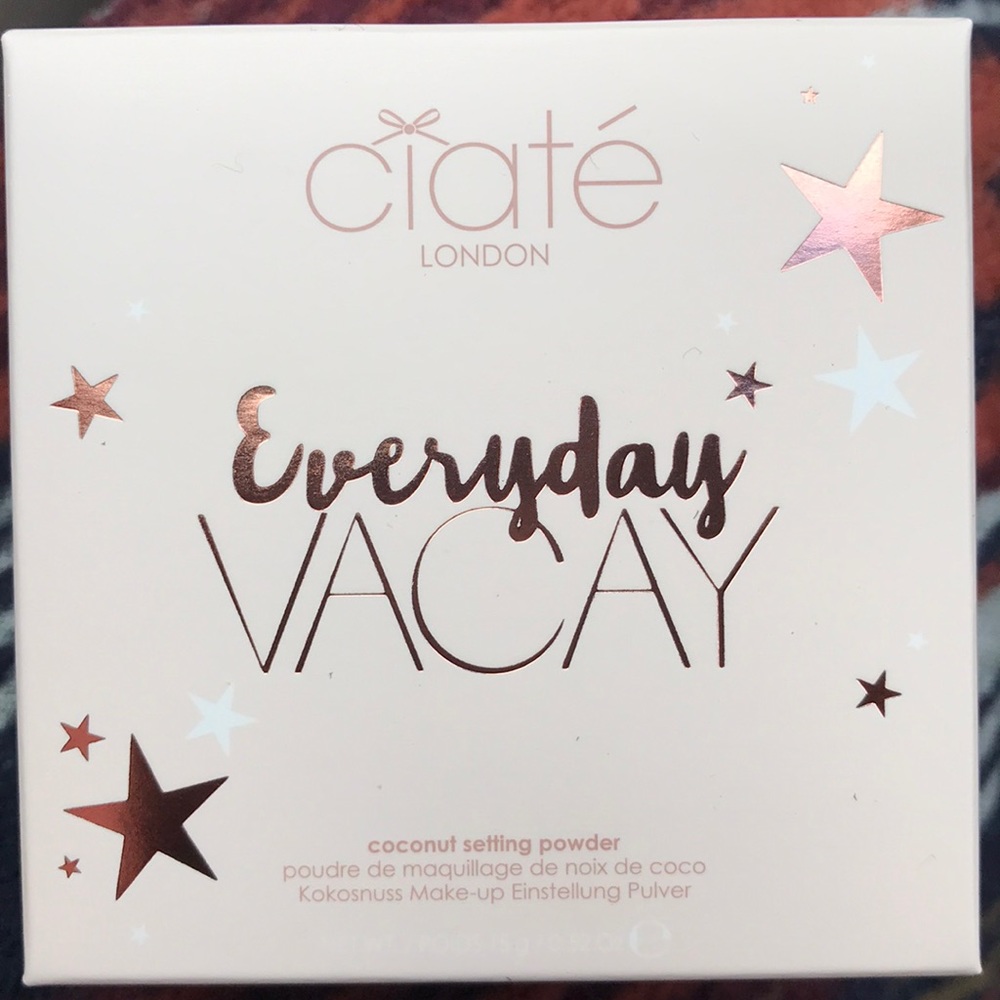 ciaté
LONDON
Everyday
VACAY
coconut setting powder
poudre de maquillage de noix de coco
Kokosnuss Make-up Einstellung Pulver